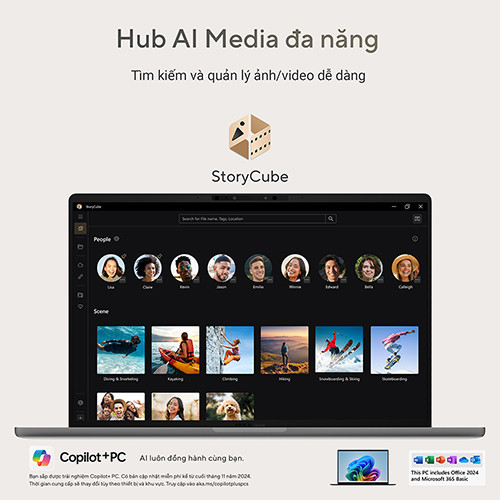 Hub AI Media đa năng
Tìm kiếm và quản lý ảnh/video dễ dàng
StoryCube
StoryCube
Search for file name, Tags, Location
People
Lisa Claire Kevin Jason Emilie Winnie Edward Bella Calleigh
Scene
Diving & Snorkeling Kayaking Climbing Hiking Snowboarding & Skiing Skateboarding
Copilot+PC AI luôn đồng hành cùng bạn.
Bạn sắp được trải nghiệm Copilot+ PC. Có bản cập nhật miễn phí kể từ cuối tháng 11 năm 2024.
Thời gian cung cấp sẽ thay đổi tùy theo thiết bị và khu vực. Truy cập vào aka.ms/copilotpluspcs
This PC includes Office 2024
and Microsoft 365 Basic